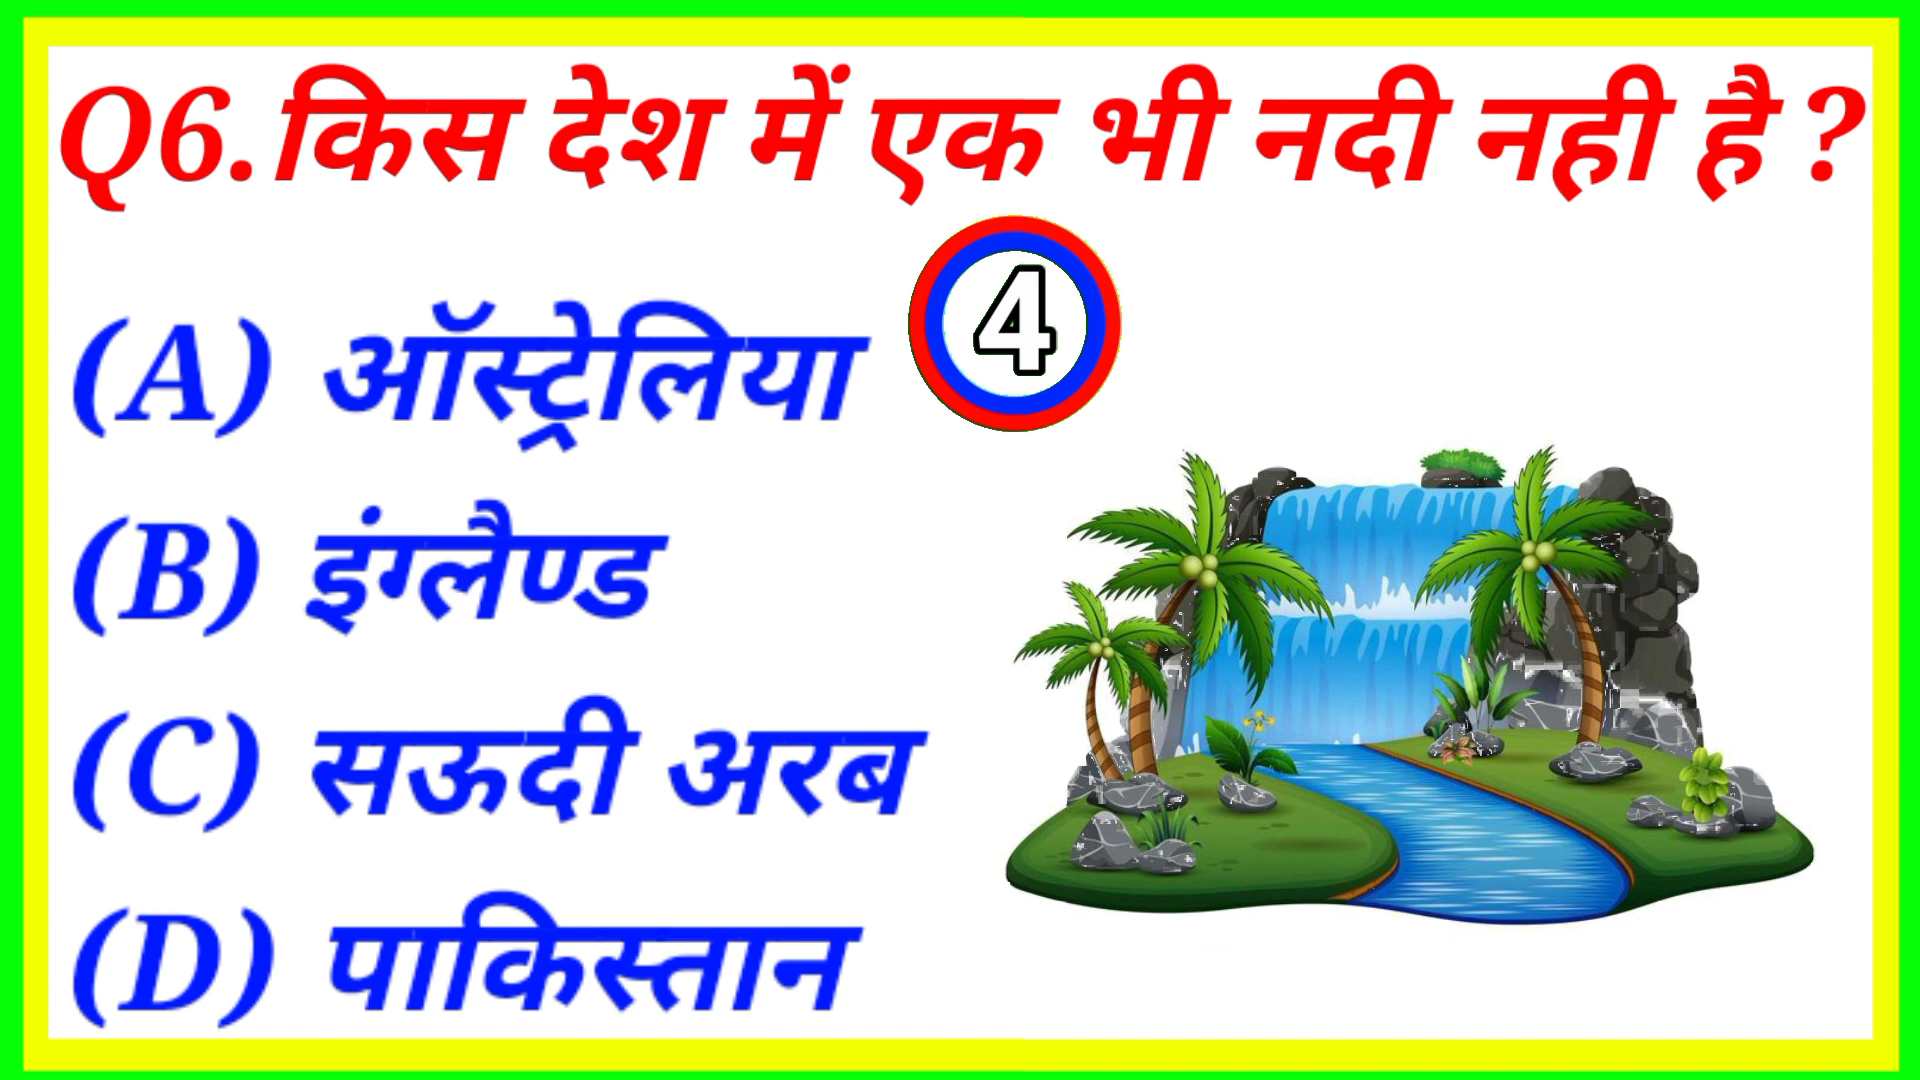 Q6.किस देश में एक भी नदी नही है ?
4
(A) ऑस्ट्रेलिया
(B) इंग्लैण्ड
(C) सऊदी अरब
(D) पाकिस्तान